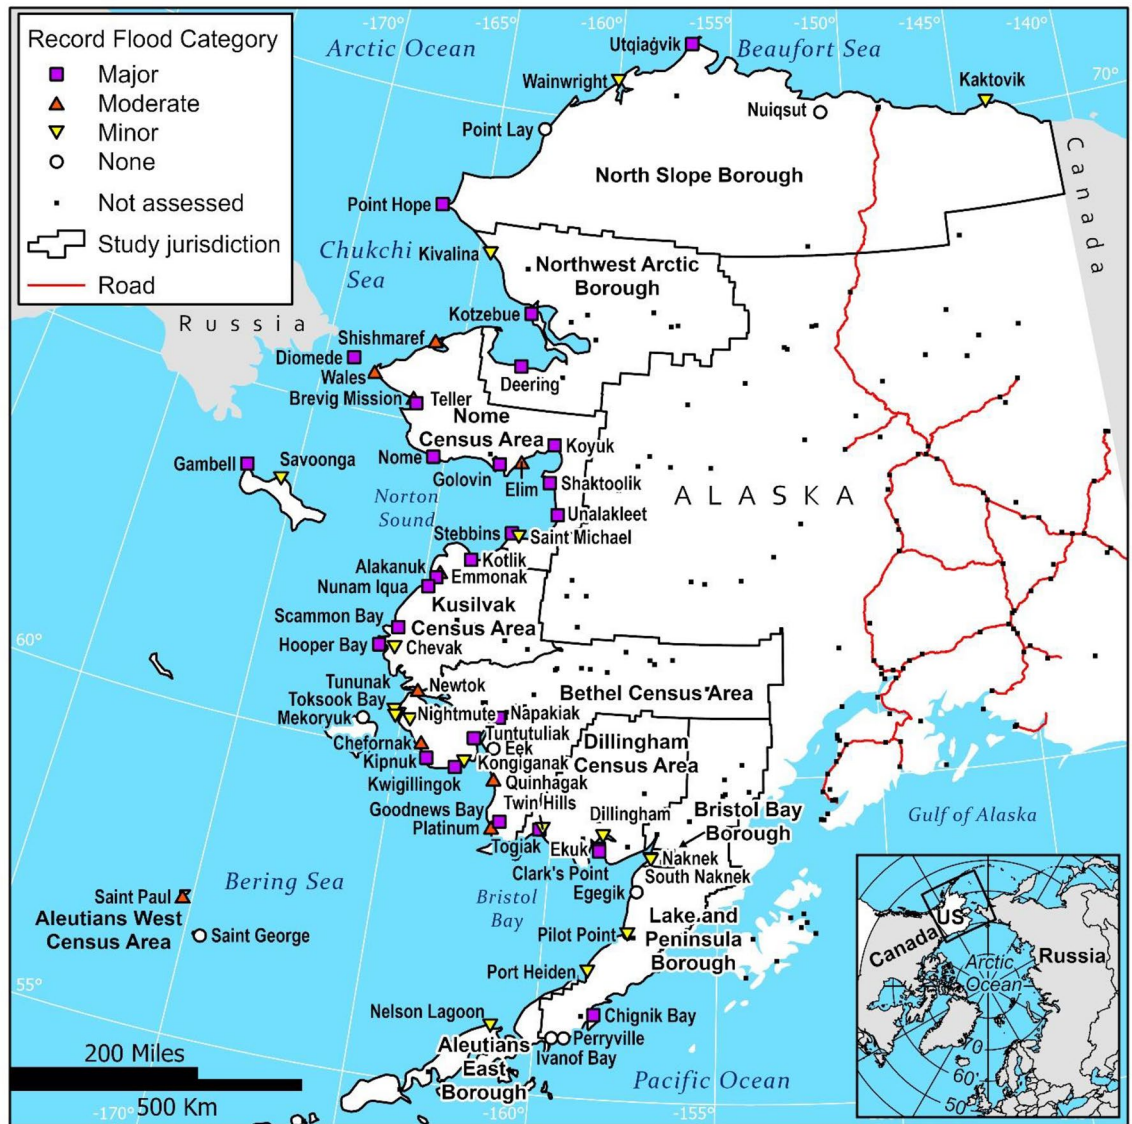 -170° -165° -160° -155° -150° -145° -140°
Record Flood Category
Major
Moderate
Minor
None
Not assessed
Study jurisdiction
Road
Arctic Ocean
Utqiaġvik
Beaufort Sea
Wainwright
Kaktovik
70°
Nuiqsut
Point Lay
Canada
North Slope Borough
Point Hope
Chukchi
Sea
Kivalina
Northwest Arctic
Borough
Kotzebue
Russia
Shishmaref
Diomede
Wales
Deering
Brevig Mission
Teller
Nome
Census Area
Koyuk
Nome
Gambell
Savoonga
Golovin
Elim
Shaktoolik
ALASKA
Norton
Sound
Unalakleet
Stebbins
Saint Michael
Kotlik
Alakanuk
Emmonak
Nunam Iqua
Kusilvak
Census Area
Scammon Bay
Hooper Bay
Chevak
60°
Tununak
Newtok
Bethel Census Area
Toksook Bay
Mekoryuk
Nightmute
Napakiak
Tuntutuliak
Chefornak
Eek
Dillingham
Census Area
Kipnuk
Kongiganak
Kwigillingok
Quinhagak
Twin Hills
Goodnews Bay
Dillingham
Bristol Bay
Borough
Platinum
Togiak
Ekuk
Gulf of Alaska
Naknek
Clark's Point
South Naknek
Egegik
Bering Sea
Bristol
Bay
Saint Paul
Aleutians West
Census Area
Saint George
Lake and
Peninsula
Borough
Pilot Point
Port Heiden
55°
Nelson Lagoon
Chignik Bay
Perryville
Ivanof Bay
Aleutians
East
Borough
200 Miles
500 Km
Pacific Ocean
-170° -160° -155°
US
Canada
Arctic
Ocean
Russia
0°
60°
50°